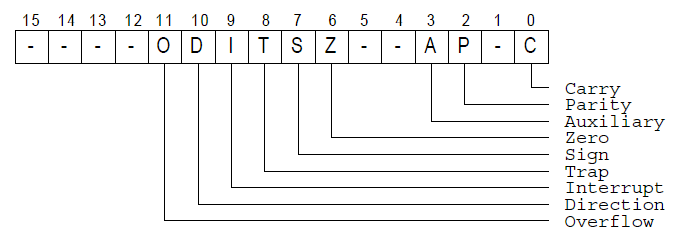 15 14 13 12 11 10 9 8 7 6 5 4 3 2 1 0
- - - - O D I T S Z - - A P - C
Carry
Parity
Auxiliary
Zero
Sign
Trap
Interrupt
Direction
Overflow